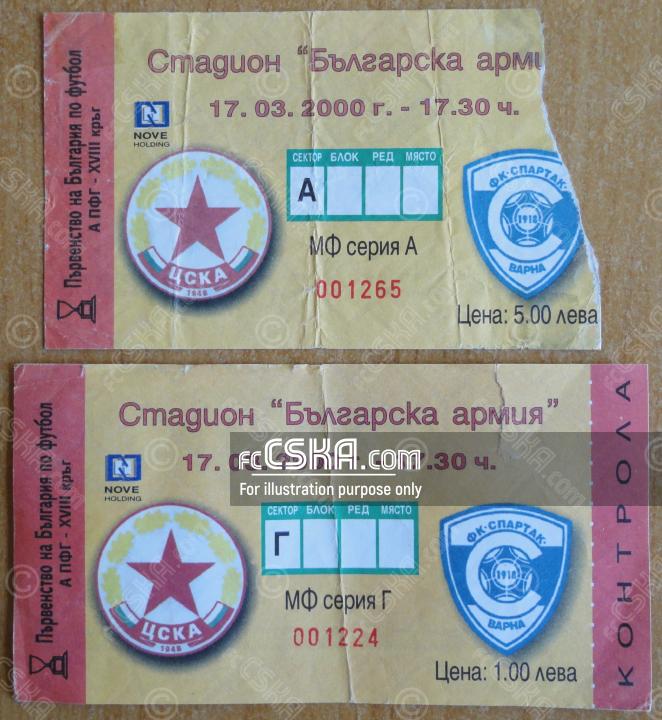 Стадион "Българска арми
17. 03. 2000 г. - 17.30 ч.
Първенство на България по футбол
А ПФГ - XVIII кръг
NOVE
HOLDING
СЕКТОР БЛОК РЕД МЯСТО
А
ЦСКА
1948
ФК·СПАРТАК·
1918
ВАРНА
МФ серия А
001265
Цена: 5.00 лева
Стадион "Българска армия"
17. 0 г. 7.30 ч.
fcCSKA.com
For illustration purpose only
Първенство на България по футбол
А ПФГ - XVIII кръг
NOVE
HOLDING
СЕКТОР БЛОК РЕД МЯСТО
Г
ЦСКА
1948
ФК·СПАРТАК·
1918
ВАРНА
МФ серия Г
001224
Цена: 1.00 лева
КОНТРОЛА